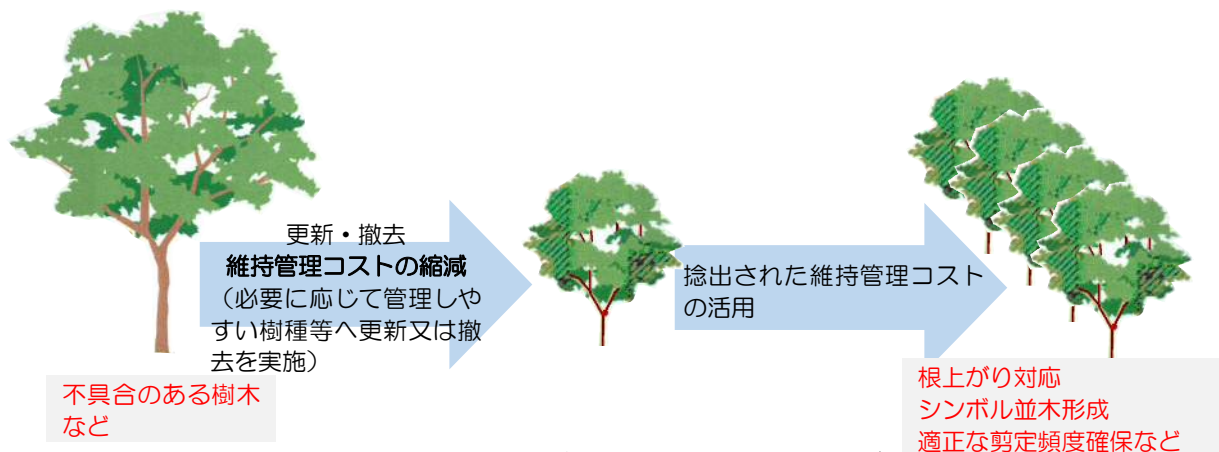 更新・撤去
維持管理コストの縮減
（必要に応じて管理しや
すい樹種等へ更新又は撤
去を実施）
不具合のある樹木
など
捻出された維持管理コスト
の活用
根上がり対応
シンボル並木形成
適正な剪定頻度確保など